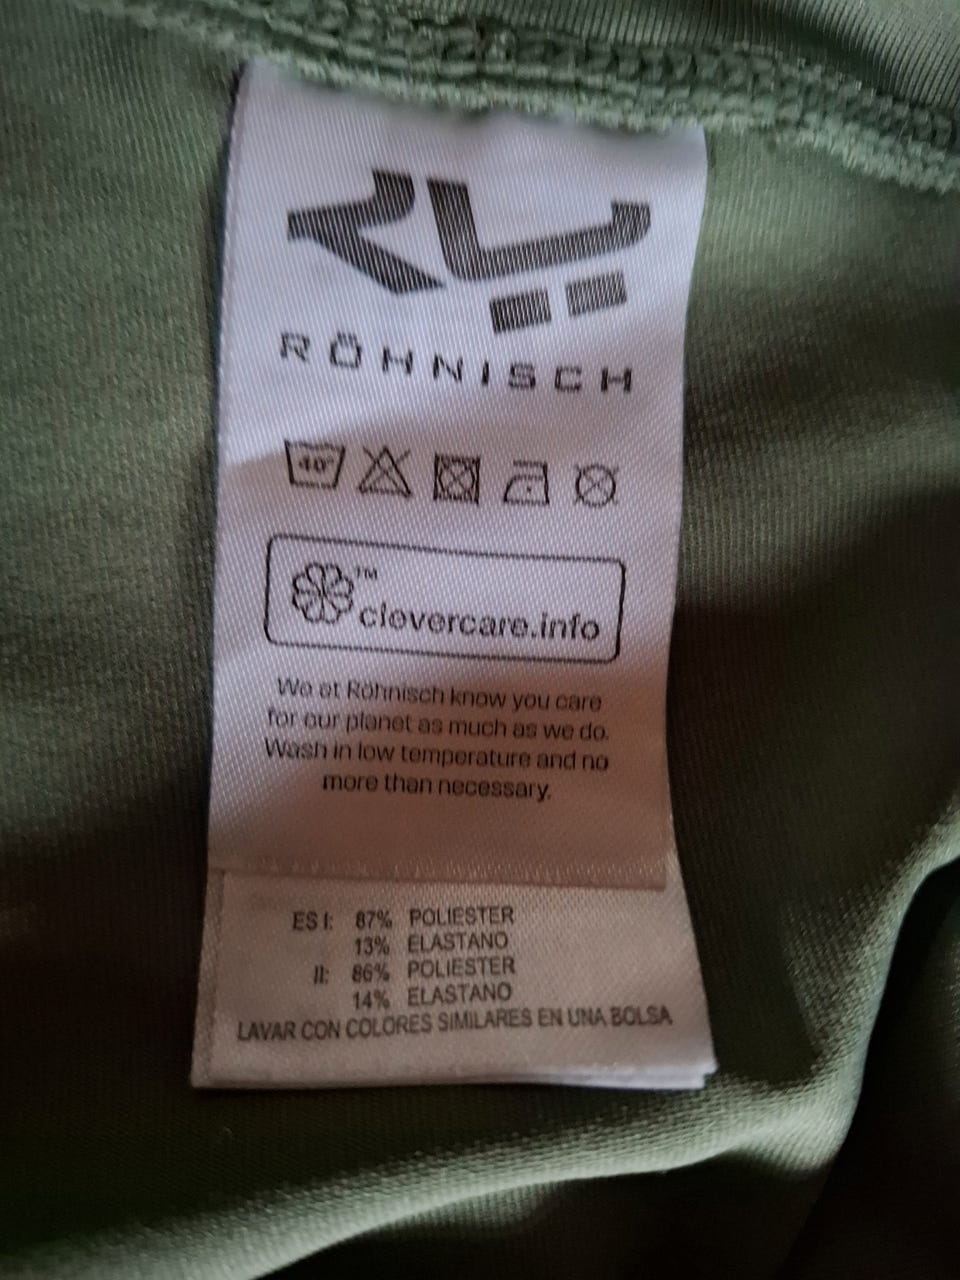 RÖHNISCH
40°
™
clevercare.info
We at Röhnisch know you care
for our planet as much as we do.
Wash in low temperature and no
more than necessary.
ES I: 87% POLIESTER
13% ELASTANO
II: 86% POLIESTER
14% ELASTANO
LAVAR CON COLORES SIMILARES EN UNA BOLSA